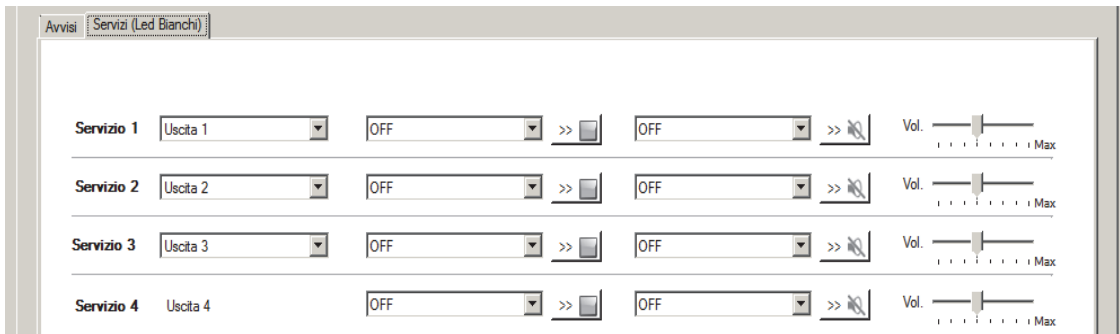 Avvisi Servizi (Led Bianchi)
Servizio 1 Uscita 1 OFF >> OFF >> Vol. Max
Servizio 2 Uscita 2 OFF >> OFF >> Vol. Max
Servizio 3 Uscita 3 OFF >> OFF >> Vol. Max
Servizio 4 Uscita 4 OFF >> OFF >> Vol. Max